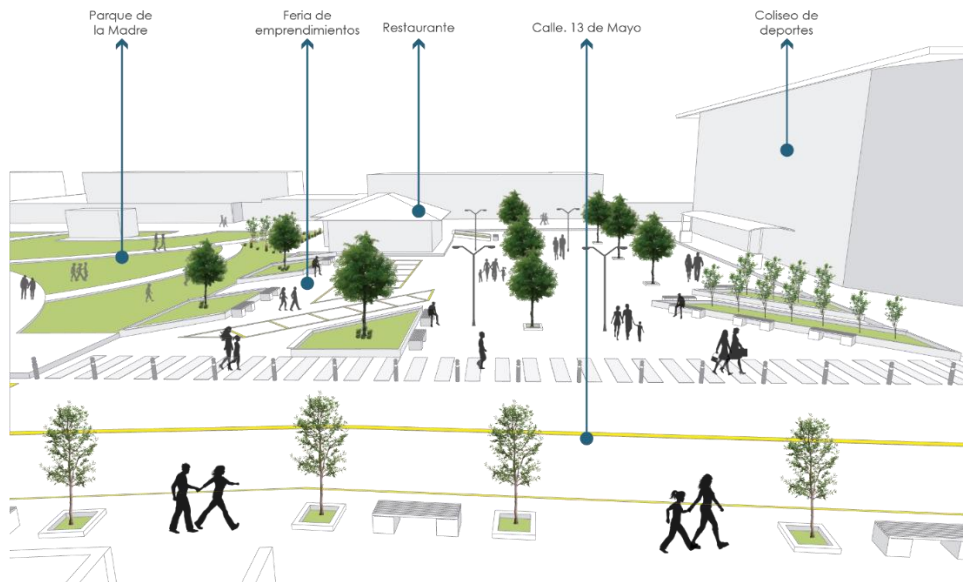 Parque de
la Madre
Feria de
emprendimientos
Restaurante
Calle. 13 de Mayo
Coliseo de
deportes